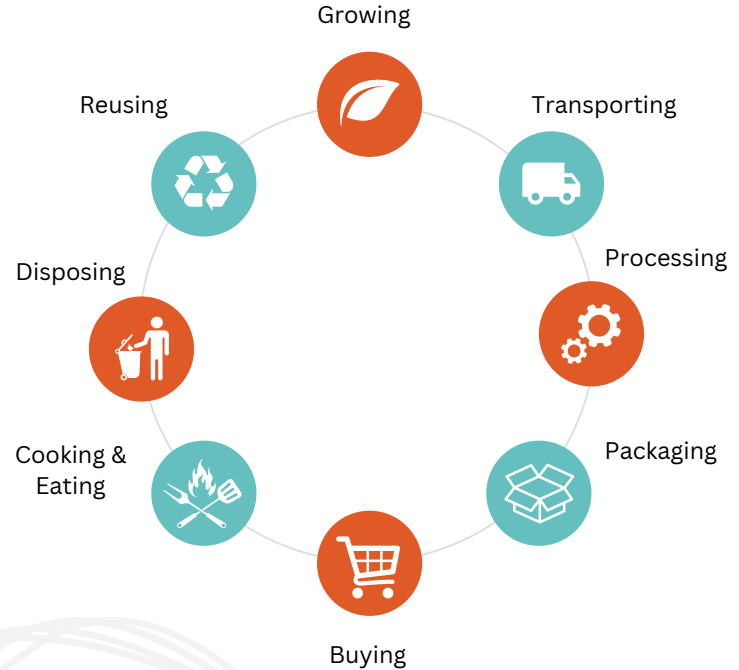 Growing
Transporting
Processing
Packaging
Buying
Cooking &
Eating
Disposing
Reusing